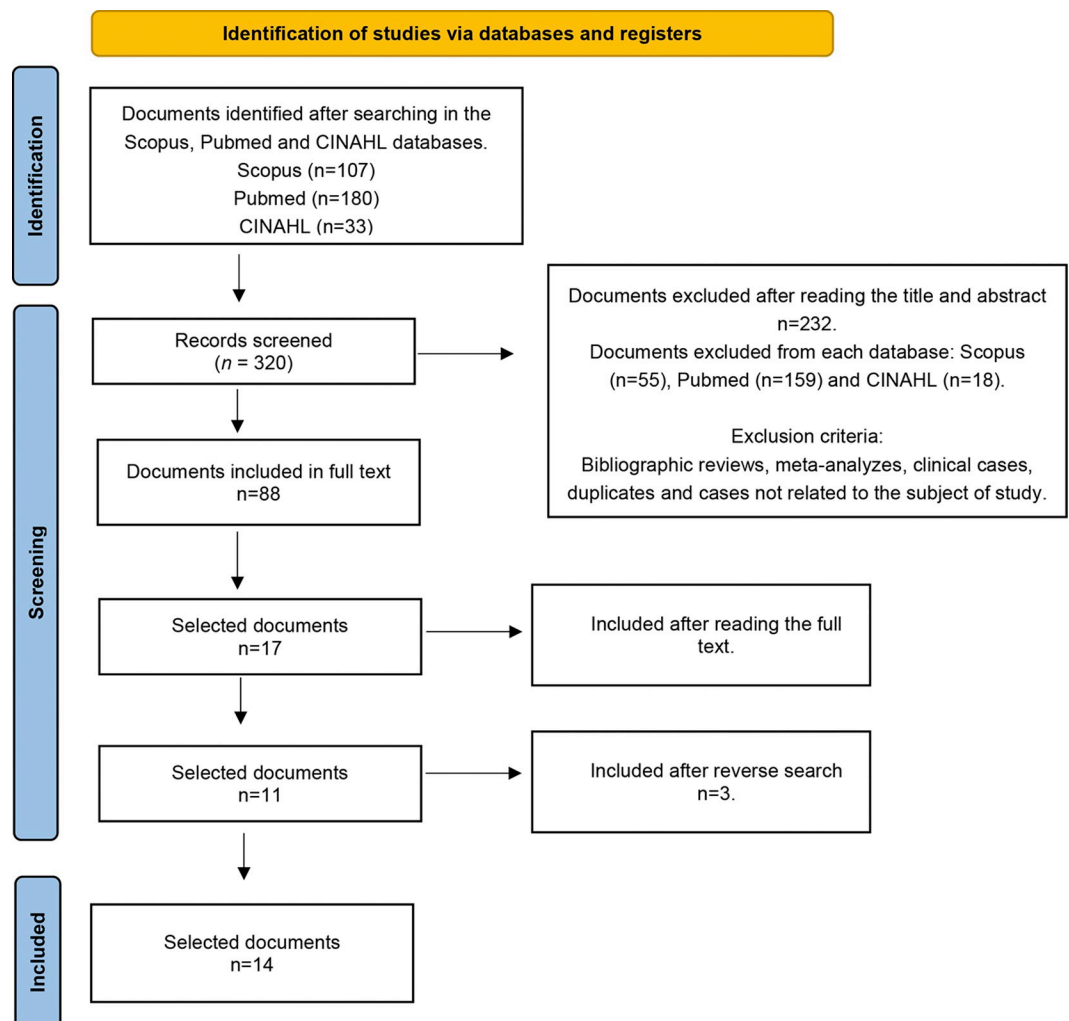 Identification of studies via databases and registers
Identification
Documents identified after searching in the
Scopus, Pubmed and CINAHL databases.
Scopus (n=107)
Pubmed (n=180)
CINAHL (n=33)
Screening
Records screened
(n = 320)
Documents excluded after reading the title and abstract
n=232.
Documents excluded from each database: Scopus
(n=55), Pubmed (n=159) and CINAHL (n=18).
Exclusion criteria:
Bibliographic reviews, meta-analyzes, clinical cases,
duplicates and cases not related to the subject of study.
Documents included in full text
n=88
Selected documents
n=17
Included after reading the full
text.
Selected documents
n=11
Included after reverse search
n=3.
Included
Selected documents
n=14